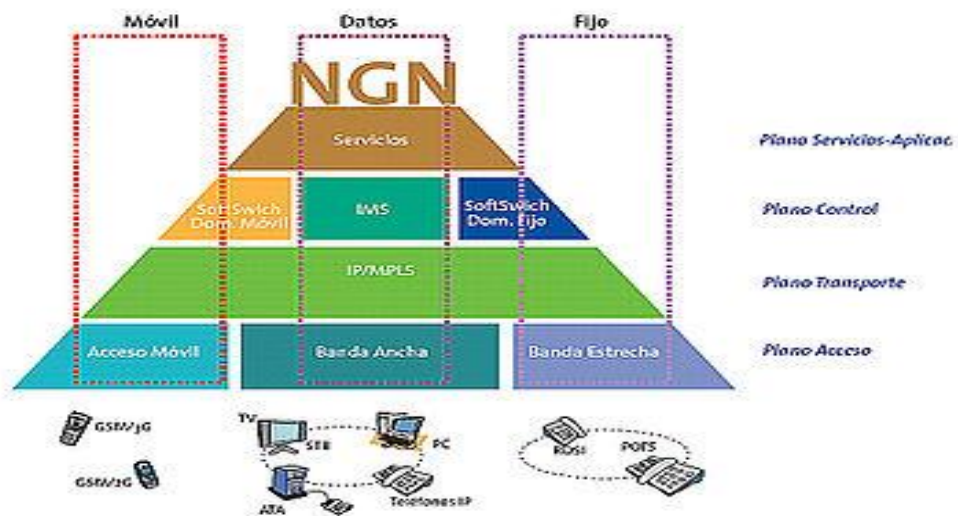 Móvil
Datos
Fijo
NGN
Servicios
Plano Servicios-Aplicac.
SoftSwich
Dom. Móvil
IMS
SoftSwich
Dom. Fijo
Plano Control
IP/MPLS
Plano Transporte
Acceso Móvil
Banda Ancha
Banda Estrecha
Plano Acceso
GSM/3G
GSM/2G
TV
STB
PC
ATA
Teléfonos IP
RDSI
POTS